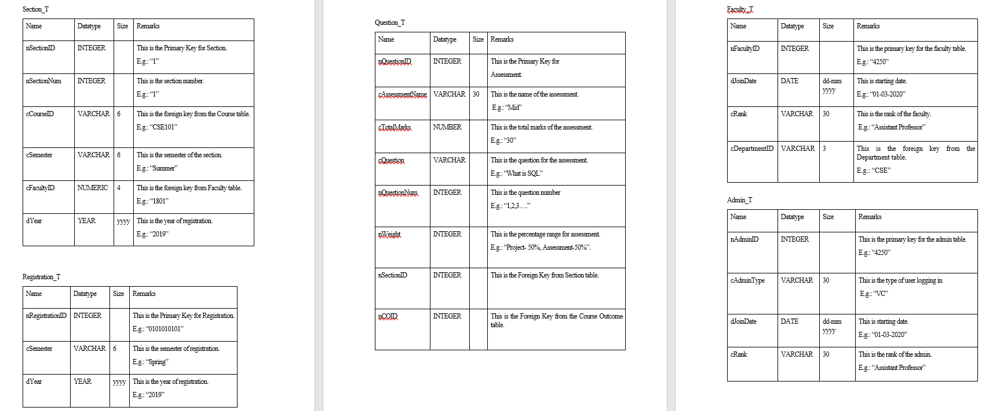 Section_T
Name Datatype Size Remarks
nSectionID INTEGER This is the Primary Key for Section.
E.g.: “1”
nSectionNum INTEGER This is the section number.
E.g.: “1”
cCourseID VARCHAR 6 This is the foreign key from the Course table.
E.g.: “CSE101”
cSemester VARCHAR 6 This is the semester of the section.
E.g.: “Summer”
cFacultyID NUMERIC 4 This is the foreign key from Faculty table.
E.g.: “1801”
dYear YEAR yyyy This is the year of registration.
E.g.: “2019”
Registration_T
Name Datatype Size Remarks
nRegistrationID INTEGER This is the Primary Key for Registration.
E.g.: “0101010101”
cSemester VARCHAR 6 This is the semester of registration.
E.g.: “Spring”
dYear YEAR yyyy This is the year of registration.
E.g.: “2019”
Question_T
Name Datatype Size Remarks
nQuestionID INTEGER This is the Primary Key for
Assessment.
cAssessmentName VARCHAR 30 This is the name of the assessment.
E.g.: “Mid”
cTotalMarks NUMBER This is the total marks of the assessment.
E.g.: “30”
cQuestion VARCHAR This is the question for the assessment.
E.g.: “What is SQL”
nQuestionNum INTEGER This is the question number
E.g.: “1,2,3….”
nWeight INTEGER This is the percentage range for assessment.
E.g.: “Project- 50%, Assessment-50%”.
nSectionID INTEGER This is the Foreign Key from Section table.
nCOID INTEGER This is the Foreign Key from the Course Outcome
table.
Faculty_T
Name Datatype Size Remarks
nFacultyID INTEGER This is the primary key for the faculty table.
E.g.: “4250”
dJoinDate DATE dd-mm This is starting date.
yyyy E.g.: “01-03-2020”
cRank VARCHAR 30 This is the rank of the faculty.
E.g.: “Assistant Professor”
cDepartmentID VARCHAR 3 This is the foreign key from the
Department table.
E.g.: “CSE”
Admin_T
Name Datatype Size Remarks
nAdminID INTEGER This is the primary key for the admin table.
E.g.: “4250”
cAdminType VARCHAR 30 This is the type of user logging in
E.g.: “VC”
dJoinDate DATE dd-mm This is starting date.
yyyy E.g.: “01-03-2020”
cRank VARCHAR 30 This is the rank of the admin.
E.g.: “Assistant Professor”